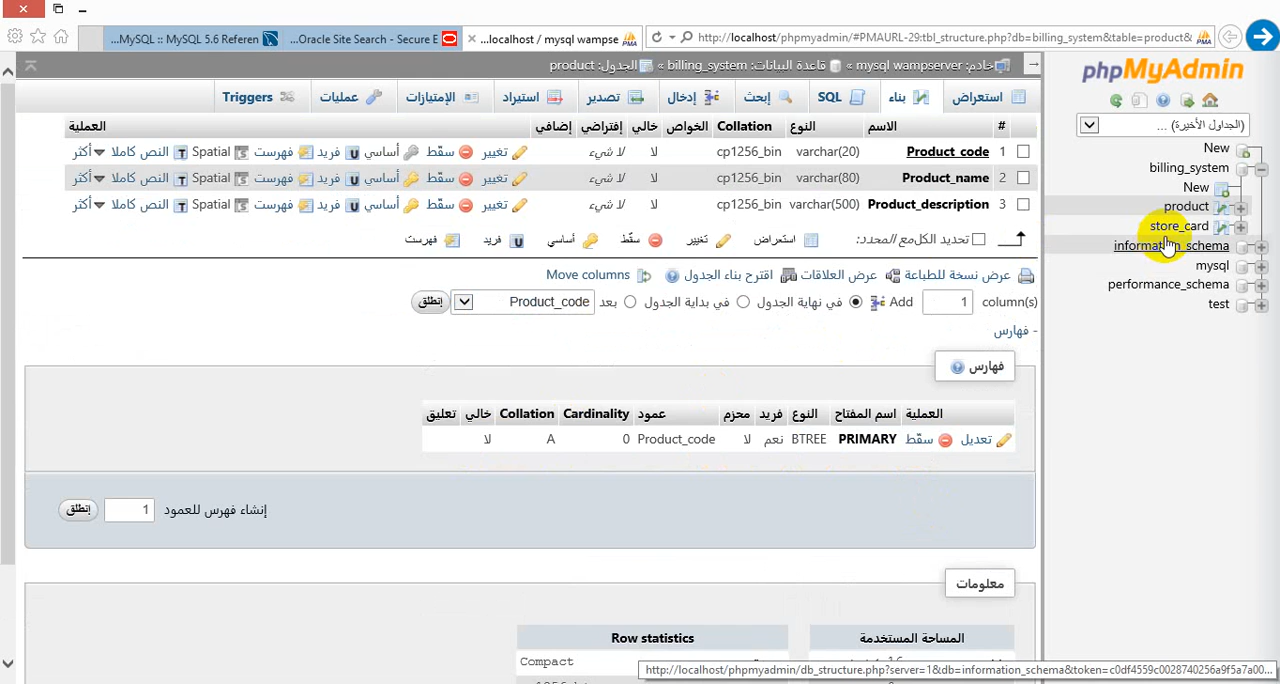 ...MySQL :: MySQL 5.6 Referen
...Oracle Site Search - Secure E
...localhost / mysql wampse
http://localhost/phpmyadmin/#PMAURL-29:tbl_structure.php?db=billing_system&table=product&
خادم: mysql wampserver » قاعدة البيانات: billing_system » الجدول: product
استعراض
بناء
SQL
إبحث
إدخال
تصدير
استيراد
الإمتيازات
عمليات
Triggers
# الاسم النوع Collation الخواص خالي إفتراضي إضافي العملية
1 Product_code varchar(20) cp1256_bin لا لا شيء تغيير سقّط أساسي فريد فهرست Spatial النص كاملا أكثر
2 Product_name varchar(80) cp1256_bin لا لا شيء تغيير سقّط أساسي فريد فهرست Spatial النص كاملا أكثر
3 Product_description varchar(500) cp1256_bin لا لا شيء تغيير سقّط أساسي فريد فهرست Spatial النص كاملا أكثر
تحديد الكل مع المحدد: استعراض تغيير سقّط أساسي فريد فهرست
عرض نسخة للطباعة عرض العلاقات اقترح بناء الجدول Move columns
Add 1 column(s) في نهاية الجدول في بداية الجدول بعد Product_code إنطلق
- فهارس
فهارس
العملية اسم المفتاح النوع فريد محزم عمود Cardinality Collation خالي تعليق
تعديل سقّط PRIMARY BTREE نعم لا Product_code 0 A لا
إنشاء فهرس للعمود 1 إنطلق
معلومات
المساحة المستخدمة
Row statistics
Compact
http://localhost/phpmyadmin/db_structure.php?server=1&db=information_schema&token=c0df4559c0028740256a9f5a7a00...
phpMyAdmin
(الجداول الأخيرة) ...
New
billing_system
New
product
store_card
information_schema
mysql
performance_schema
test